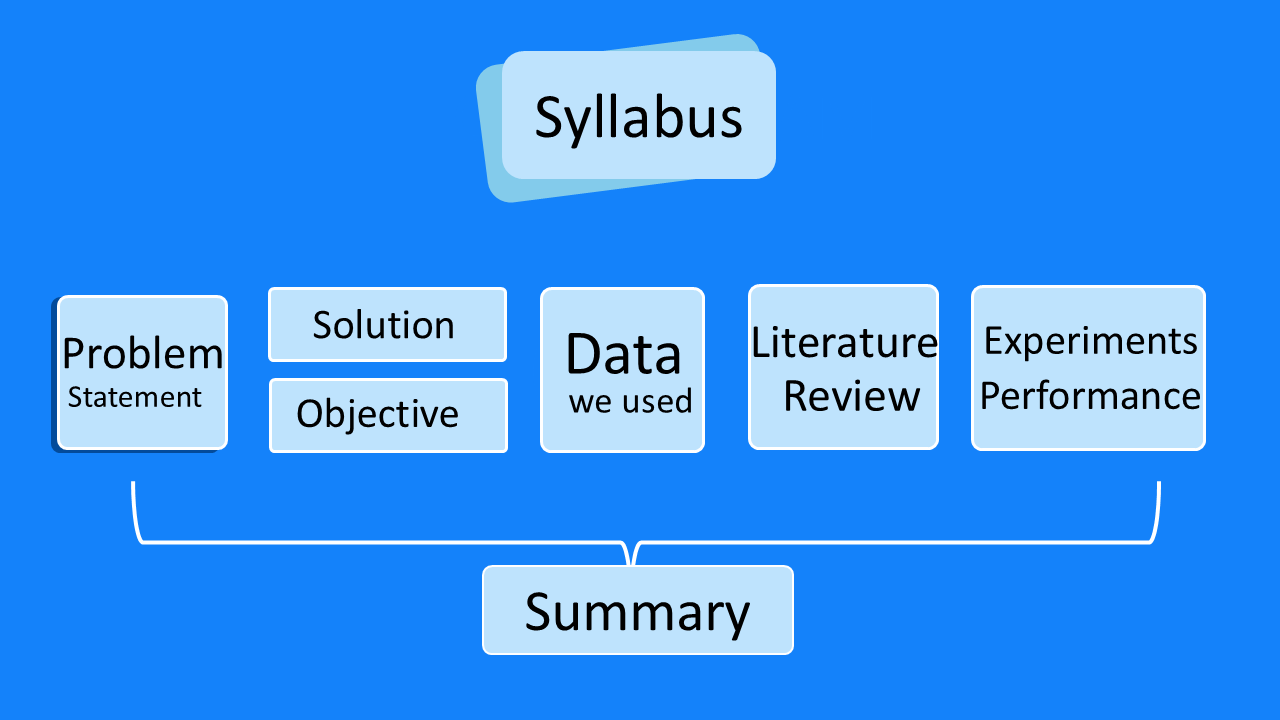 Syllabus
Problem
Statement
Solution
Objective
Data
we used
Literature
Review
Experiments
Performance
Summary